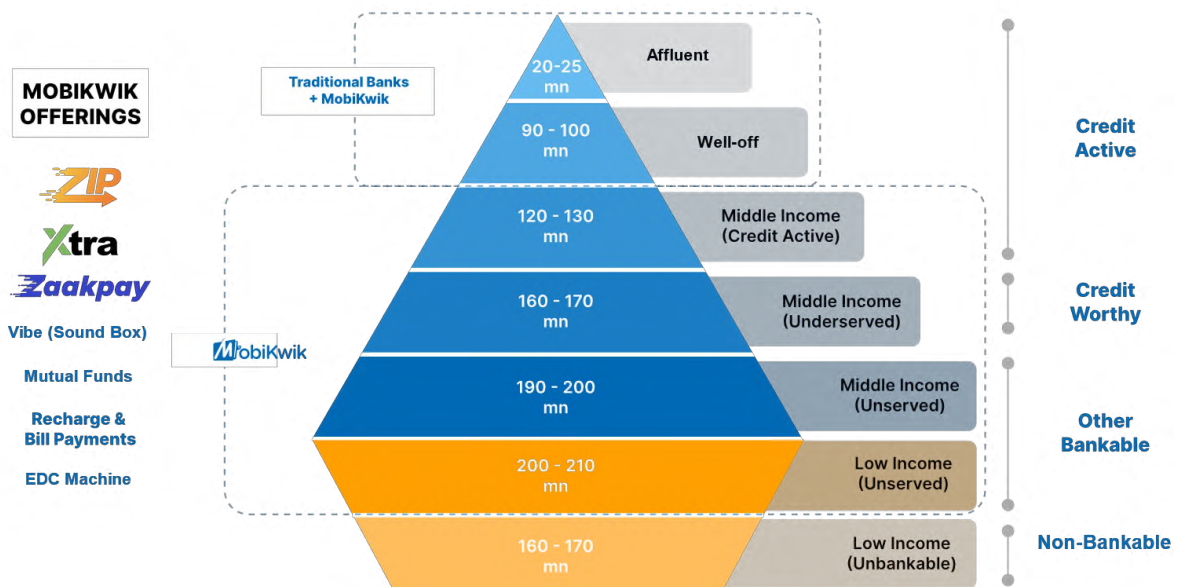 MOBIKWIK
OFFERINGS
ZIP
Xtra
Zaakpay
Vibe (Sound Box)
Mutual Funds
Recharge &
Bill Payments
EDC Machine
Traditional Banks
+ MobiKwik
MobiKwik
20-25
mn
Affluent
90 - 100
mn
Well-off
120 - 130
mn
Middle Income
(Credit Active)
160 - 170
mn
Middle Income
(Underserved)
190 - 200
mn
Middle Income
(Unserved)
200 - 210
mn
Low Income
(Unserved)
160 - 170
mn
Low Income
(Unbankable)
Credit
Active
Credit
Worthy
Other
Bankable
Non-Bankable